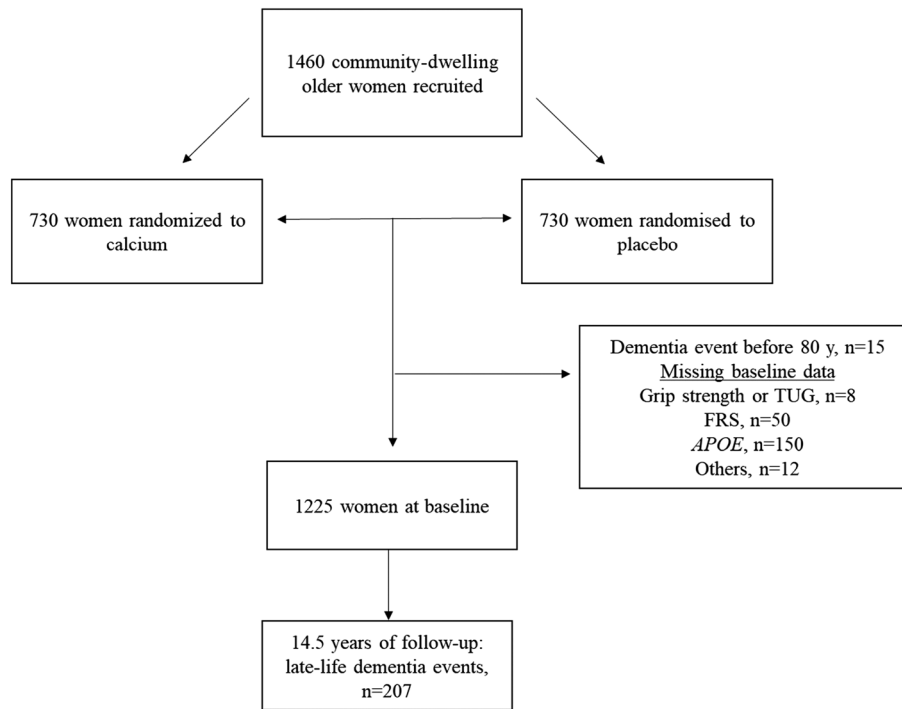 1460 community-dwelling
older women recruited
730 women randomized to
calcium
730 women randomised to
placebo
Dementia event before 80 y, n=15
Missing baseline data
Grip strength or TUG, n=8
FRS, n=50
APOE, n=150
Others, n=12
1225 women at baseline
14.5 years of follow-up:
late-life dementia events,
n=207